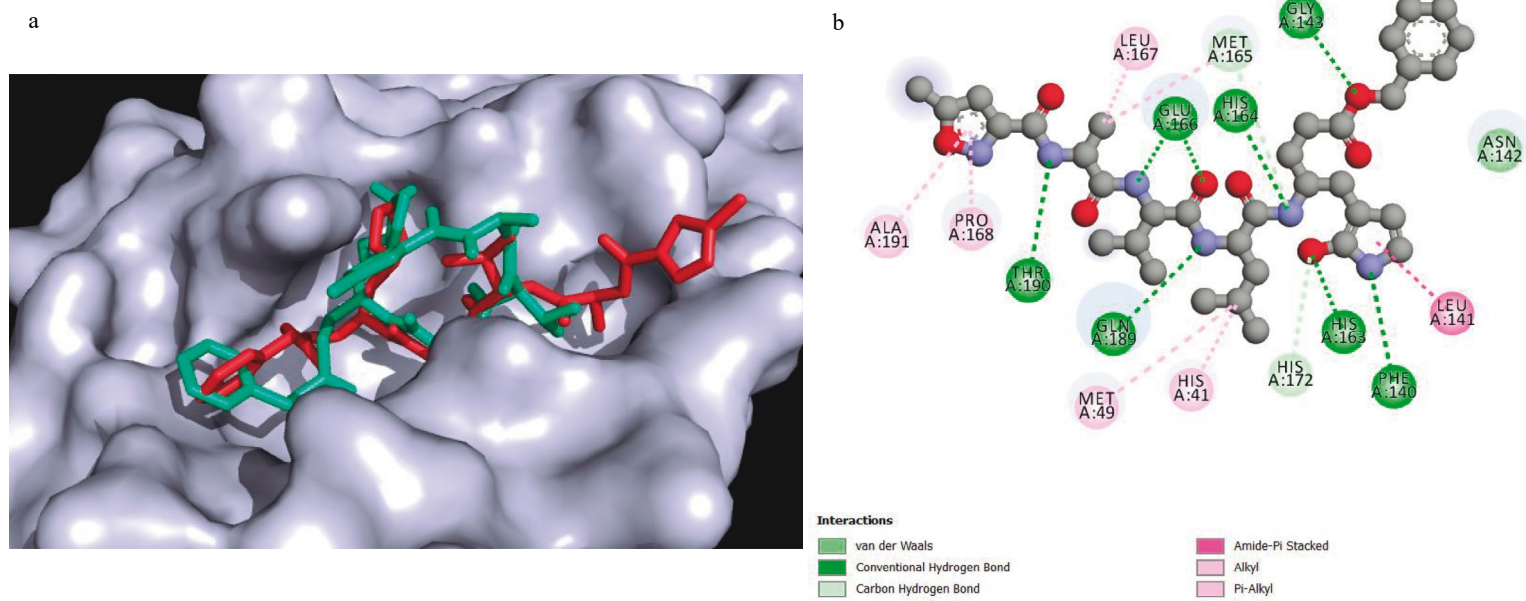 a
b
GLY
A:143
LEU
A:167
MET
A:165
GLU
A:166
HIS
A:164
ASN
A:142
ALA
A:191
PRO
A:168
THR
A:190
GLN
A:189
LEU
A:141
HIS
A:163
HIS
A:172
PHE
A:140
MET
A:49
HIS
A:41
Interactions
van der Waals
Conventional Hydrogen Bond
Carbon Hydrogen Bond
Amide-Pi Stacked
Alkyl
Pi-Alkyl